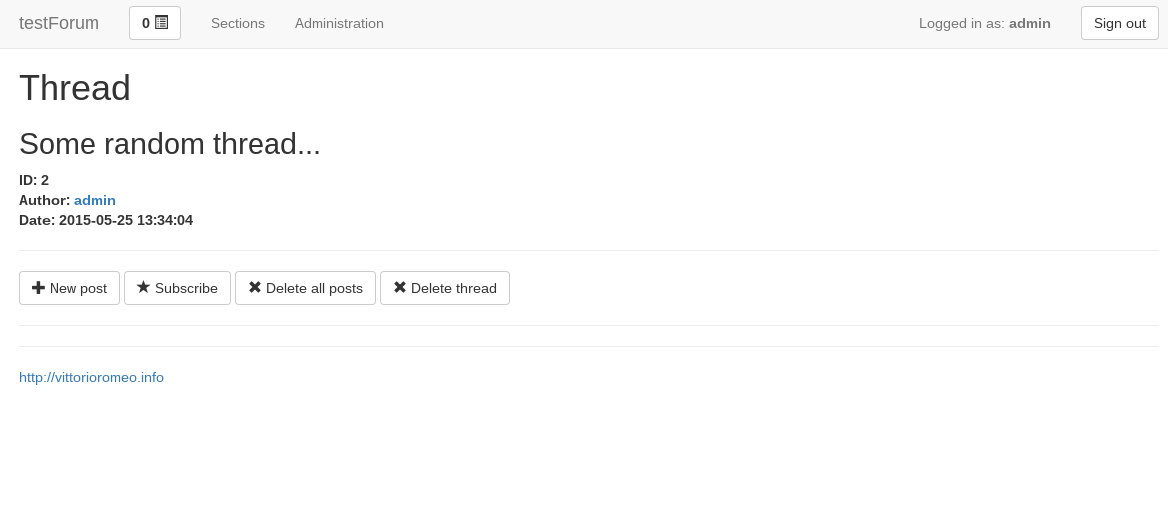 testForum 0 Sections Administration Logged in as: admin Sign out
Thread
Some random thread...
ID: 2
Author: admin
Date: 2015-05-25 13:34:04
New post Subscribe Delete all posts Delete thread
http://vittorioromeo.info